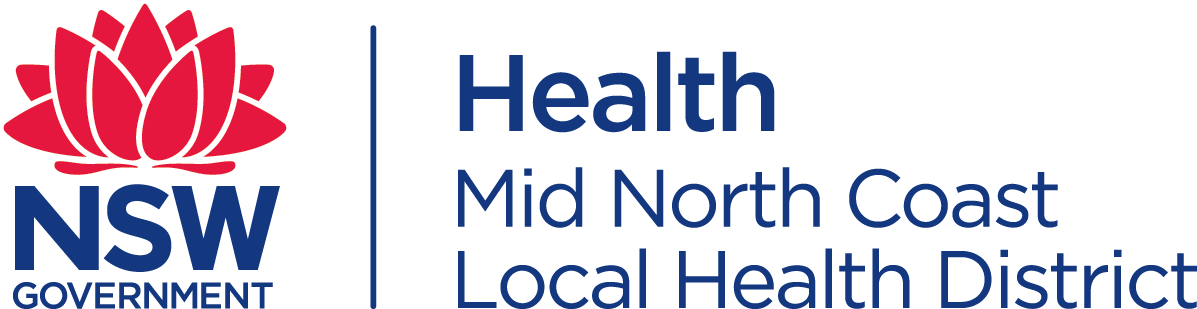 NSW
GOVERNMENT
Health
Mid North Coast
Local Health District